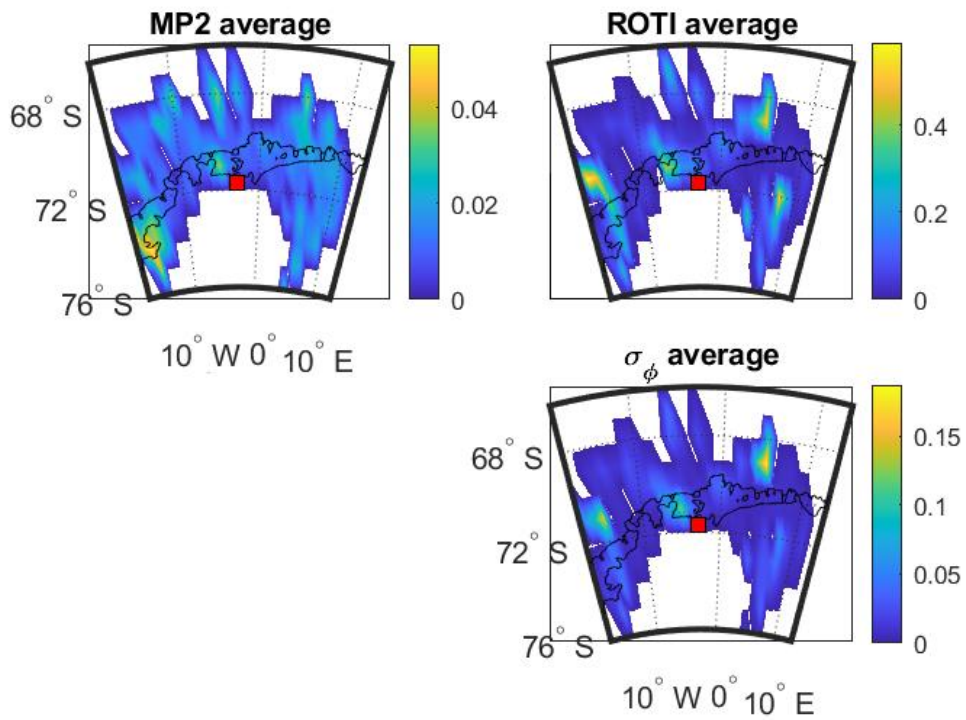 MP2 average
68° S
72° S
76° S
10° W 0° 10° E
0.04
0.02
0
ROTI average
0.4
0.2
0
σϕ average
68° S
72° S
76° S
10° W 0° 10° E
0.15
0.1
0.05
0